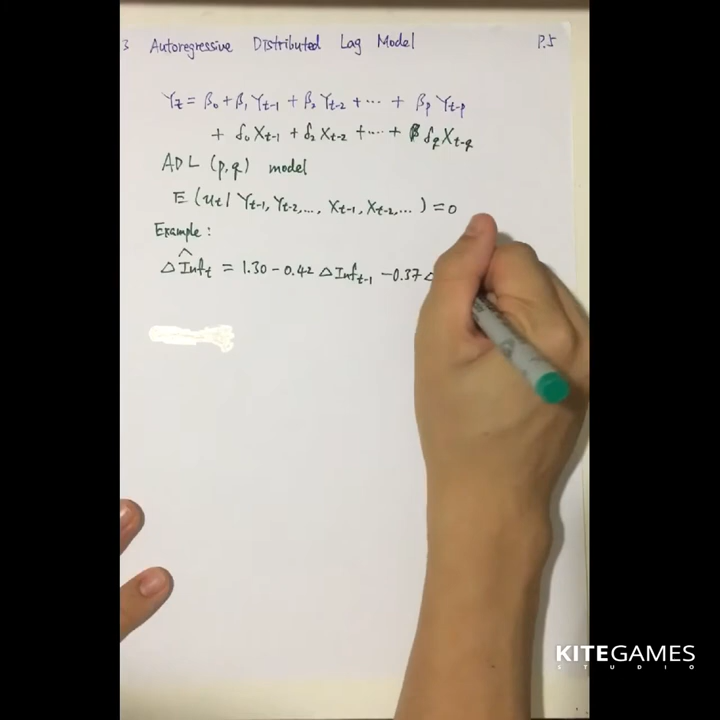 3 Autoregressive Distributed Lag Model P.5
Yt = β0 + β1 Yt-1 + β2 Yt-2 + ... + βp Yt-p
+ δ0 Xt-1 + δ2 Xt-2 + ... + δq Xt-q
ADL (p,q) model
E (ut | Yt-1, Yt-2, ..., Xt-1, Xt-2, ...) = 0
Example:
Δ Inf̂t = 1.30 - 0.42 Δ Inft-1 - 0.37 Δ
KITEGAMES
STUDIO